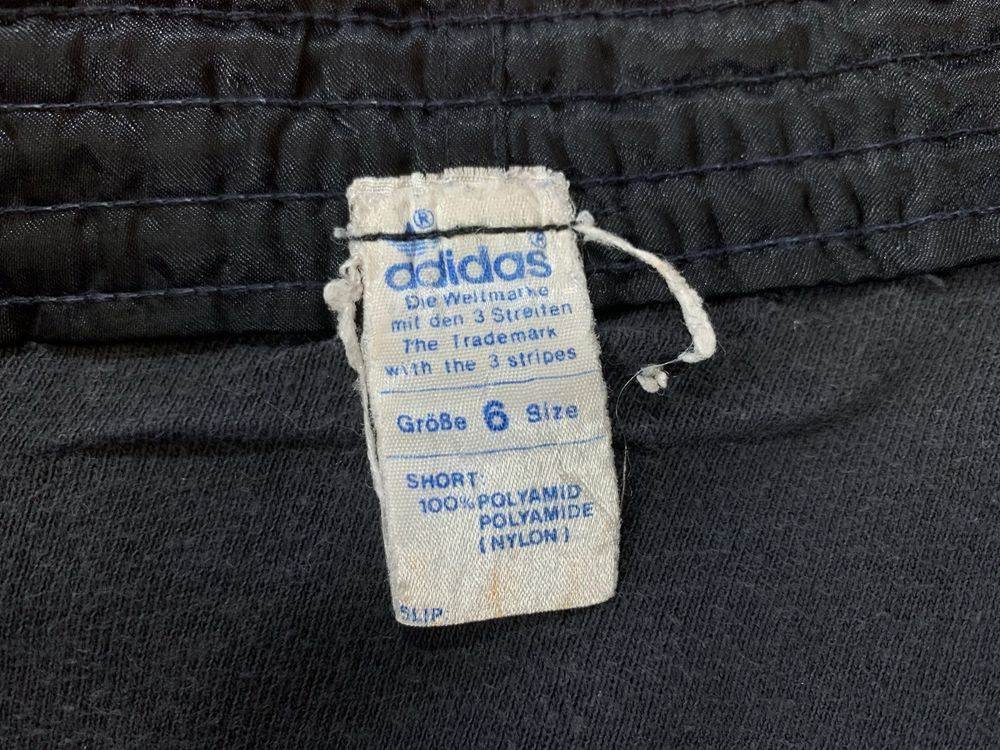 ®
adidas®
Die Weltmarke
mit den 3 Streifen
The Trademark
with the 3 stripes
Größe 6 Size
SHORT:
100% POLYAMID
POLYAMIDE
(NYLON)
SLIP: